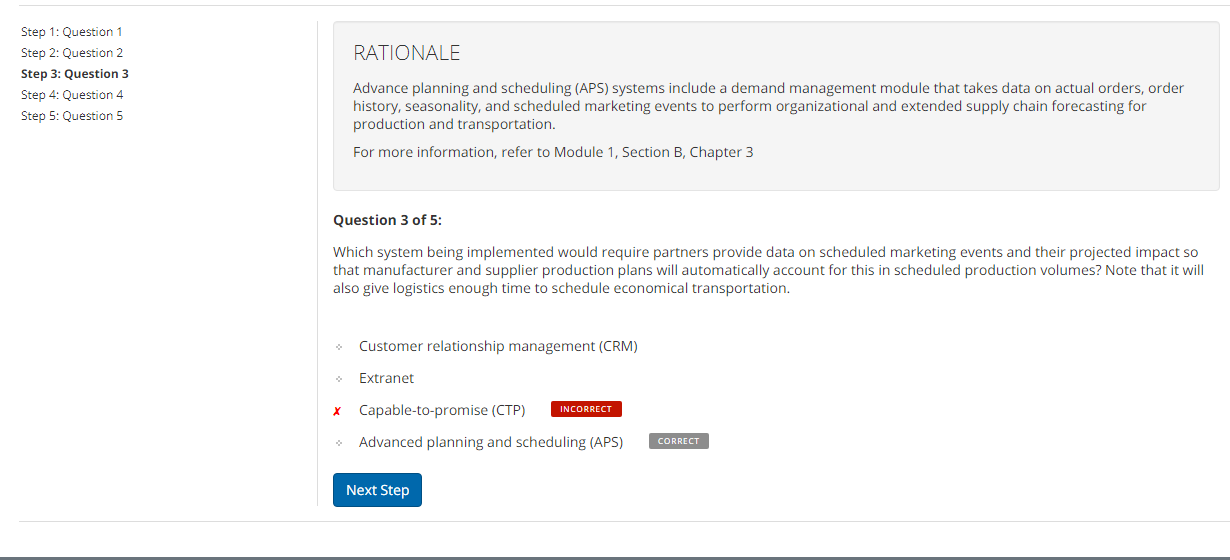 Step 1: Question 1
Step 2: Question 2
Step 3: Question 3
Step 4: Question 4
Step 5: Question 5
RATIONALE
Advance planning and scheduling (APS) systems include a demand management module that takes data on actual orders, order
history, seasonality, and scheduled marketing events to perform organizational and extended supply chain forecasting for
production and transportation.
For more information, refer to Module 1, Section B, Chapter 3
Question 3 of 5:
Which system being implemented would require partners provide data on scheduled marketing events and their projected impact so
that manufacturer and supplier production plans will automatically account for this in scheduled production volumes? Note that it will
also give logistics enough time to schedule economical transportation.
Customer relationship management (CRM)
Extranet
Capable-to-promise (CTP) INCORRECT
Advanced planning and scheduling (APS) CORRECT
Next Step